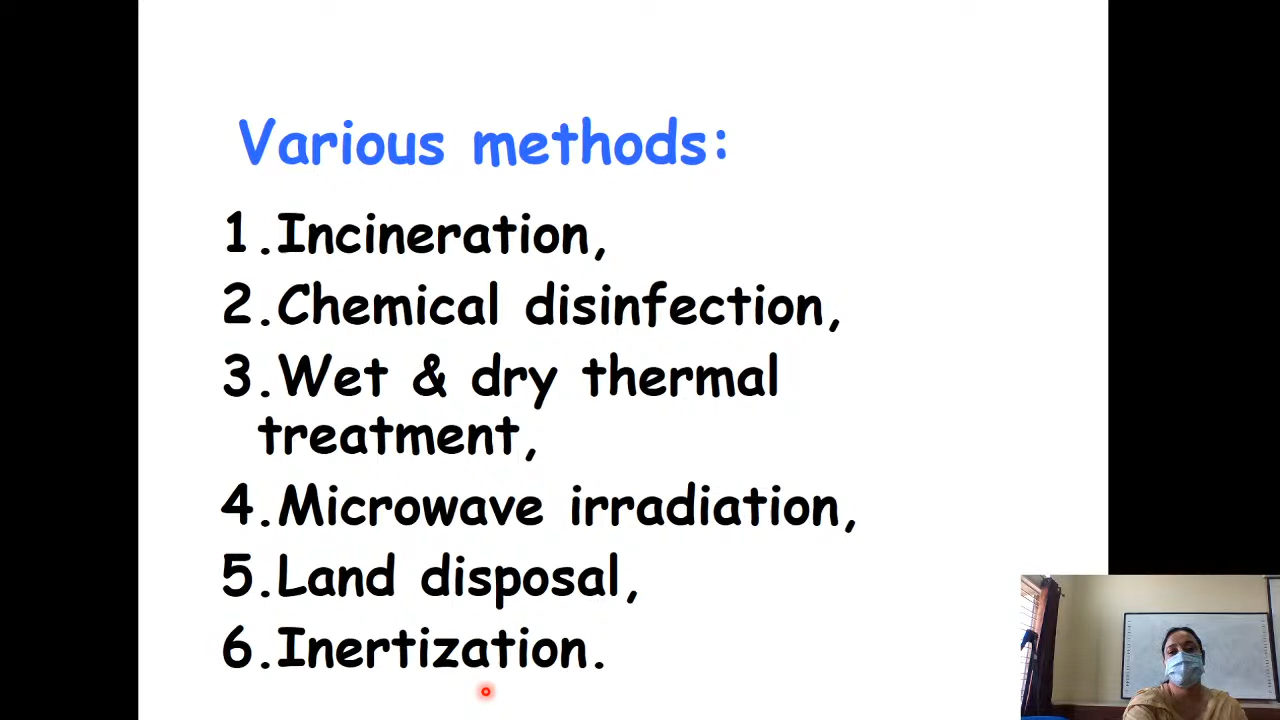 Various methods:
1.Incineration,
2.Chemical disinfection,
3.Wet & dry thermal
treatment,
4.Microwave irradiation,
5.Land disposal,
6.Inertization.